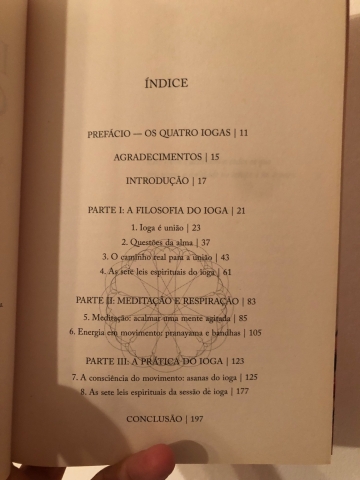 ÍNDICE
PREFÁCIO — OS QUATRO IOGAS | 11
AGRADECIMENTOS | 15
INTRODUÇÃO | 17
PARTE I: A FILOSOFIA DO IOGA | 21
1. Ioga é união | 23
2. Questões da alma | 37
3. O caminho real para a união | 43
4. As sete leis espirituais do ioga | 61
PARTE II: MEDITAÇÃO E RESPIRAÇÃO | 83
5. Meditação: acalmar uma mente agitada | 85
6. Energia em movimento: pranayama e bandhas | 105
PARTE III: A PRÁTICA DO IOGA | 123
7. A consciência do movimento: asanas do ioga | 125
8. As sete leis espirituais da sessão de ioga | 177
CONCLUSÃO | 197